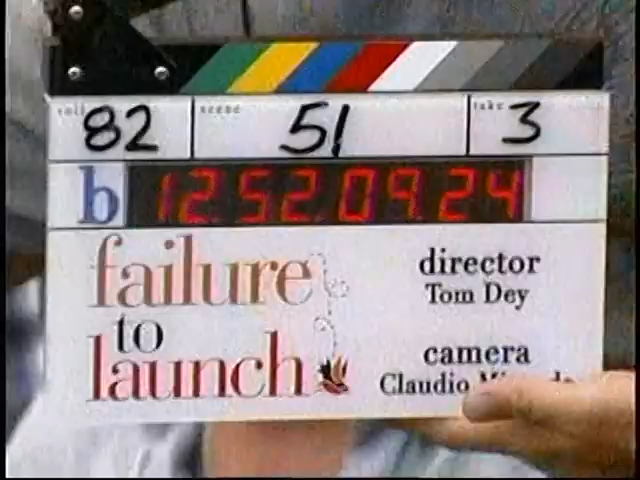 roll 82 scene 51 take 3
b 12.52.09.24
failure
to
launch
director
Tom Dey
camera
Claudio